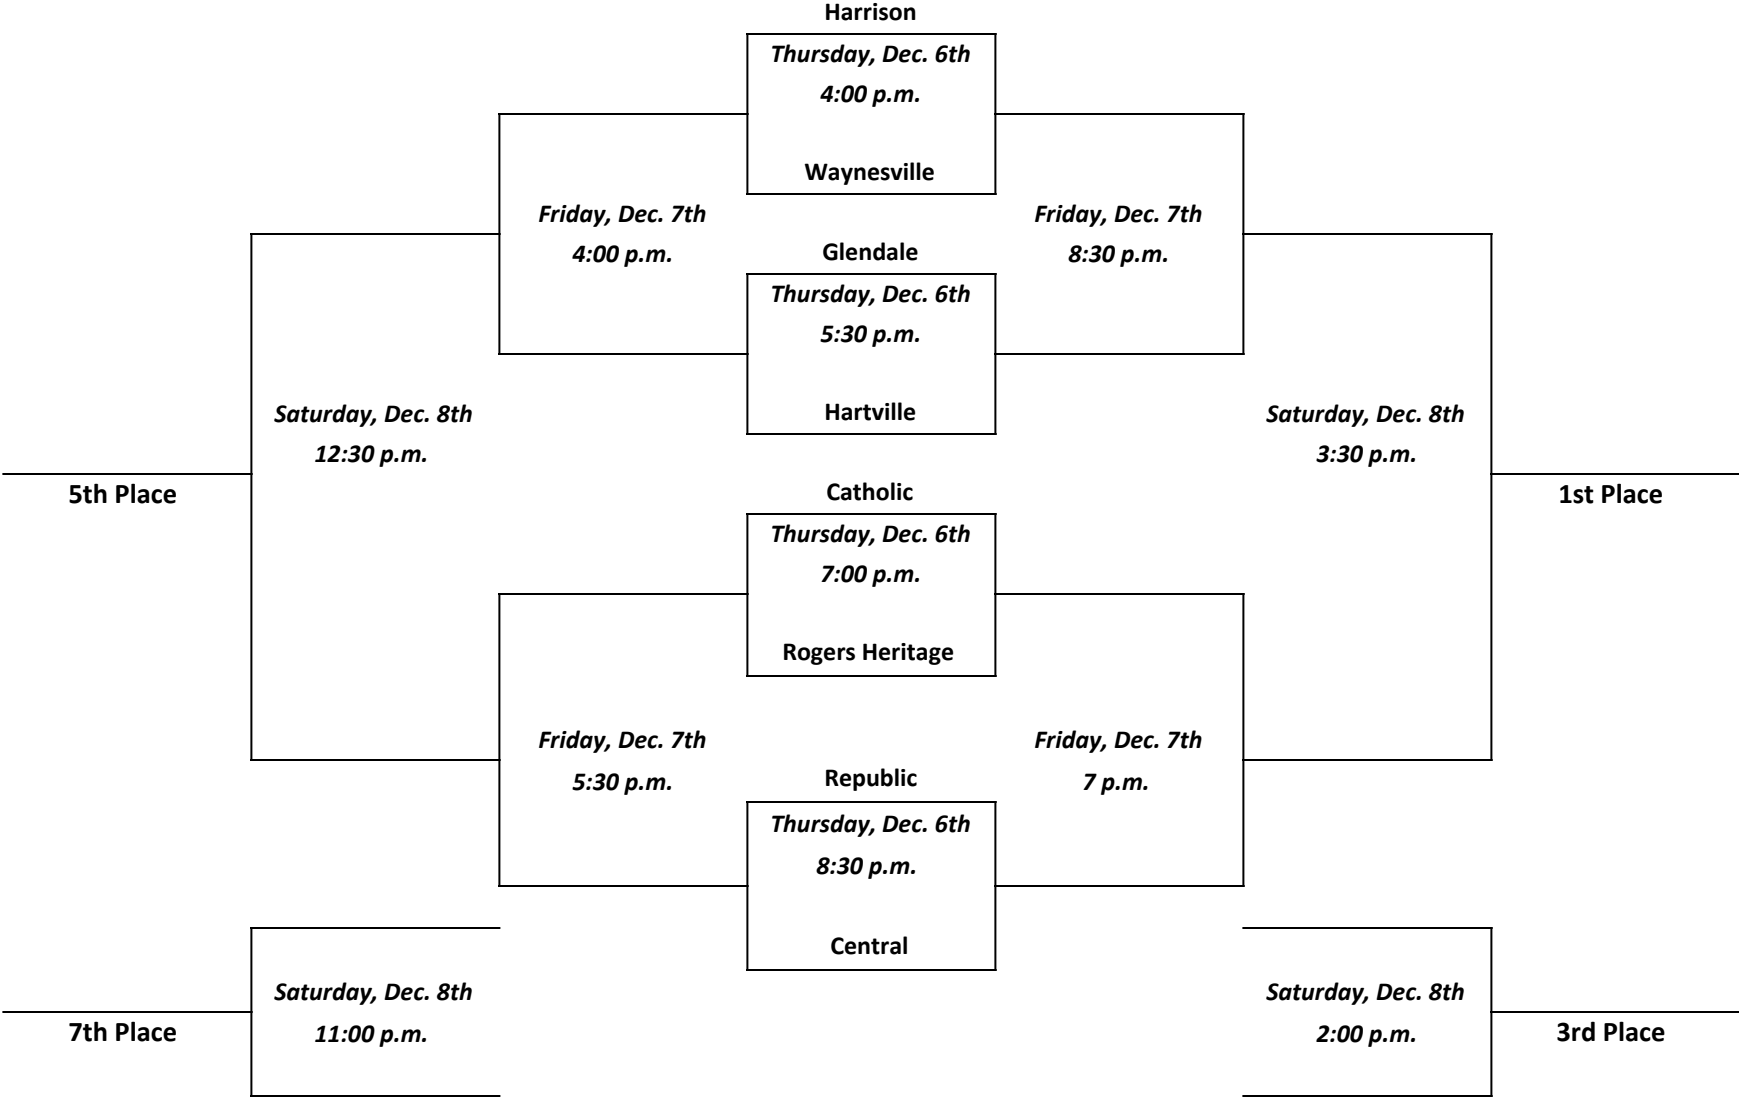 Harrison
Thursday, Dec. 6th
4:00 p.m.
Waynesville
Friday, Dec. 7th
4:00 p.m.
Friday, Dec. 7th
8:30 p.m.
Glendale
Thursday, Dec. 6th
5:30 p.m.
Hartville
Saturday, Dec. 8th
12:30 p.m.
Saturday, Dec. 8th
3:30 p.m.
5th Place
1st Place
Catholic
Thursday, Dec. 6th
7:00 p.m.
Rogers Heritage
Friday, Dec. 7th
5:30 p.m.
Friday, Dec. 7th
7 p.m.
Republic
Thursday, Dec. 6th
8:30 p.m.
Central
Saturday, Dec. 8th
11:00 p.m.
7th Place
Saturday, Dec. 8th
2:00 p.m.
3rd Place